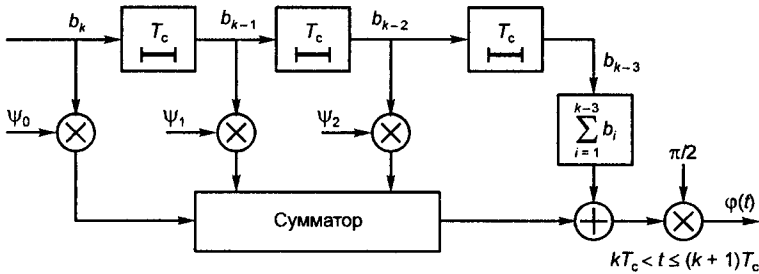 b_k T_c b_{k−1} T_c b_{k−2} T_c
b_{k−3}
ψ_0 ψ_1 ψ_2
k−3
∑ b_i
i = 1
π/2
Сумматор
φ(t)
kT_c < t ≤ (k + 1)T_c